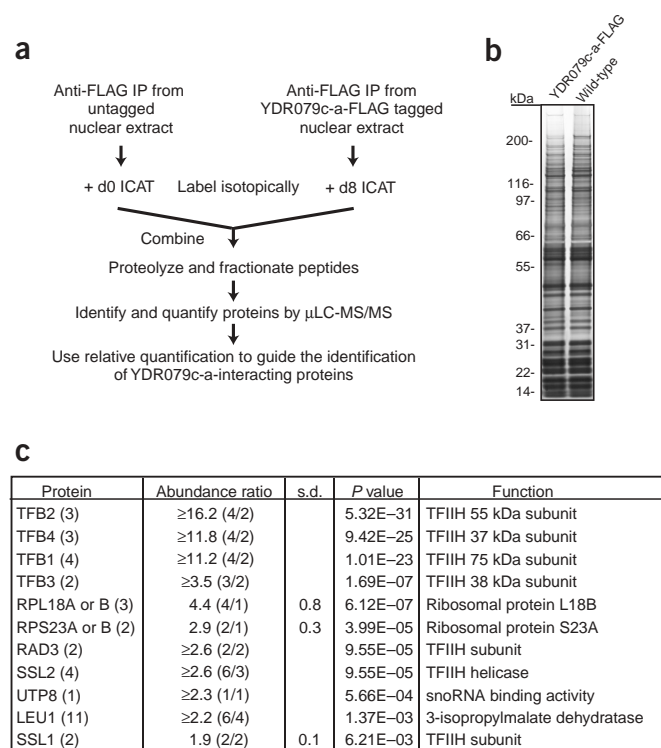 a
Anti-FLAG IP from
untagged
nuclear extract
Anti-FLAG IP from
YDR079c-a-FLAG tagged
nuclear extract
+ d0 ICAT Label isotopically + d8 ICAT
Combine
Proteolyze and fractionate peptides
Identify and quantify proteins by µLC-MS/MS
Use relative quantification to guide the identification
of YDR079c-a-interacting proteins
b
YDR079c-a-FLAG
Wild-type
kDa
200-
116-
97-
66-
55-
37-
31-
22-
14-
c
Protein Abundance ratio s.d. P value Function
TFB2 (3) ≥16.2 (4/2) 5.32E–31 TFIIH 55 kDa subunit
TFB4 (3) ≥11.8 (4/2) 9.42E–25 TFIIH 37 kDa subunit
TFB1 (4) ≥11.2 (4/2) 1.01E–23 TFIIH 75 kDa subunit
TFB3 (2) ≥3.5 (3/2) 1.69E–07 TFIIH 38 kDa subunit
RPL18A or B (3) 4.4 (4/1) 0.8 6.12E–07 Ribosomal protein L18B
RPS23A or B (2) 2.9 (2/1) 0.3 3.99E–05 Ribosomal protein S23A
RAD3 (2) ≥2.6 (2/2) 9.55E–05 TFIIH subunit
SSL2 (4) ≥2.6 (6/3) 9.55E–05 TFIIH helicase
UTP8 (1) ≥2.3 (1/1) 5.66E–04 snoRNA binding activity
LEU1 (11) ≥2.2 (6/4) 1.37E–03 3-isopropylmalate dehydratase
SSL1 (2) 1.9 (2/2) 0.1 6.21E–03 TFIIH subunit